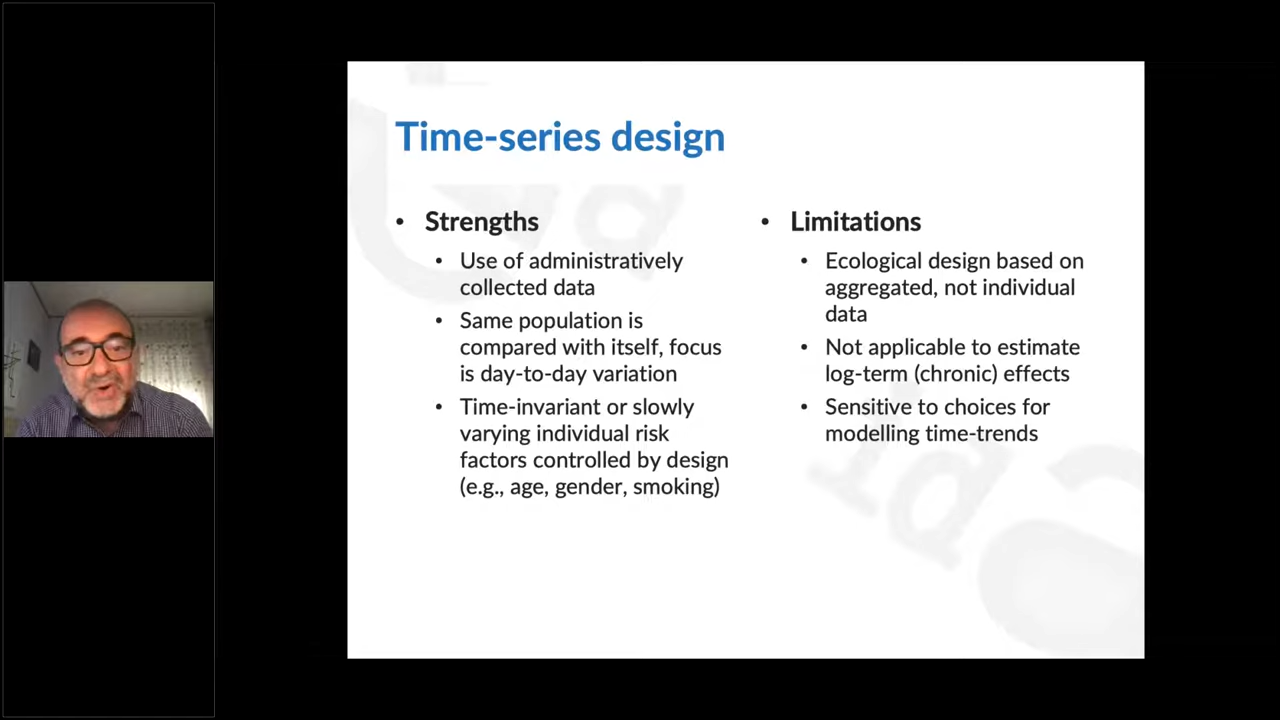 Time-series design
• Strengths
• Use of administratively
collected data
• Same population is
compared with itself, focus
is day-to-day variation
• Time-invariant or slowly
varying individual risk
factors controlled by design
(e.g., age, gender, smoking)
• Limitations
• Ecological design based on
aggregated, not individual
data
• Not applicable to estimate
log-term (chronic) effects
• Sensitive to choices for
modelling time-trends